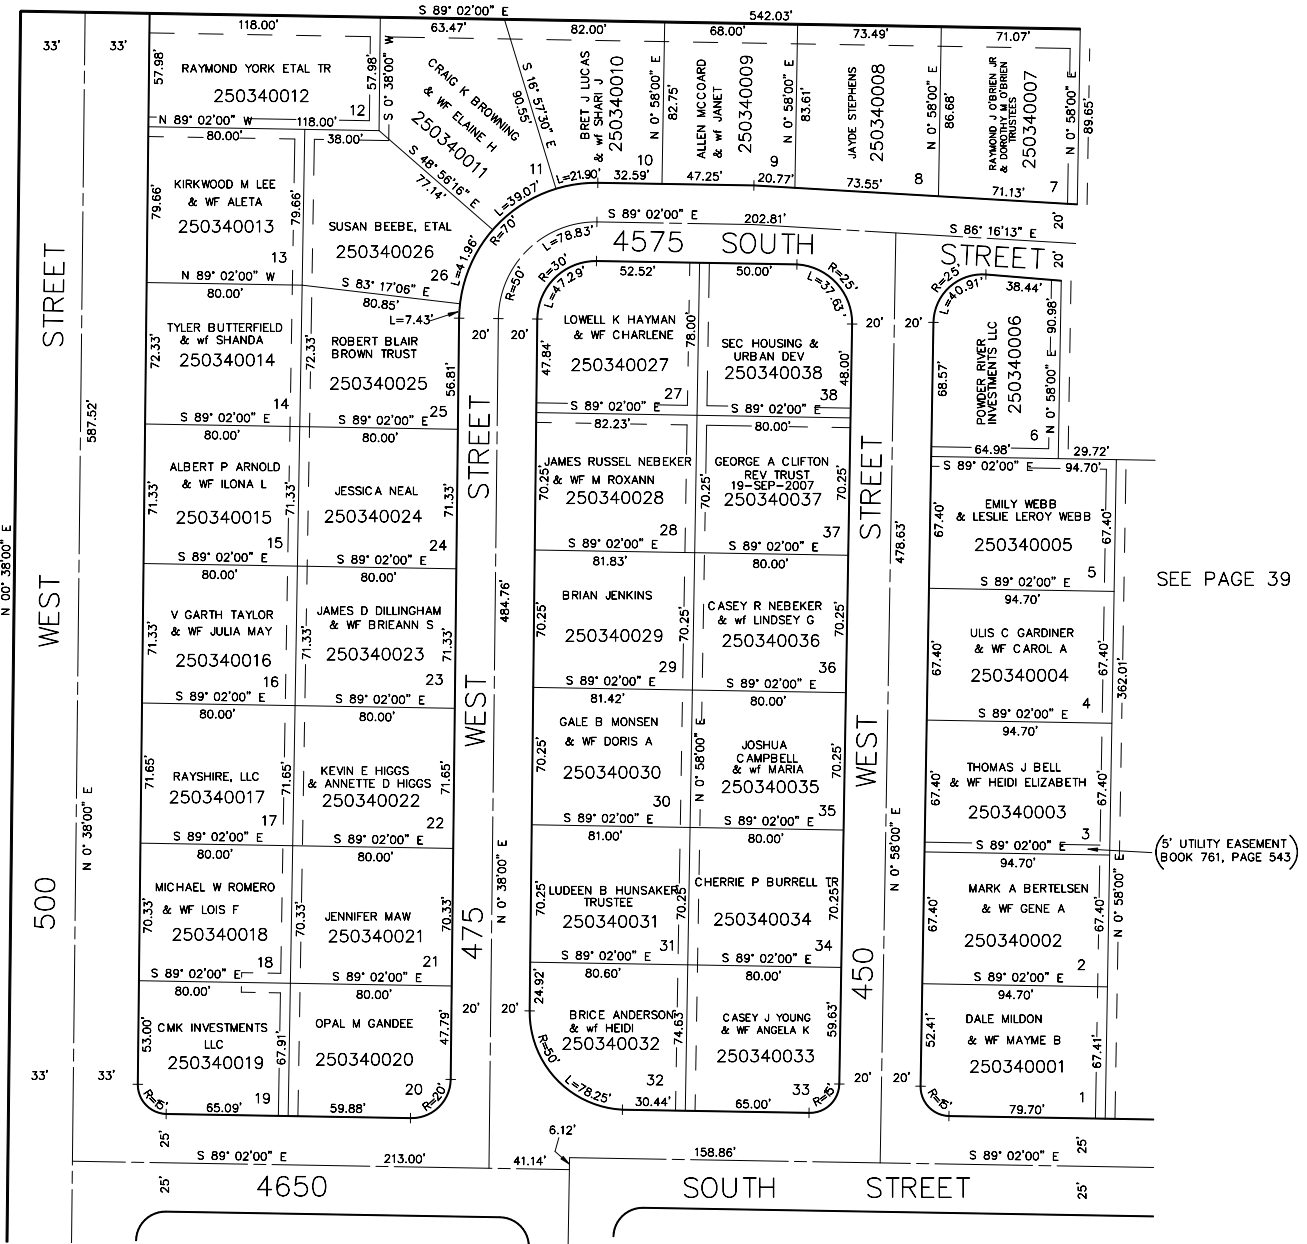 S 89° 02'00" E
542.03'
33'
33'
118.00'
63.47'
82.00'
68.00'
73.49'
71.07'
57.98'
RAYMOND YORK ETAL TR
250340012
12
57.98'
S 0° 38'00" W
N 89° 02'00" W
118.00'
CRAIG K BROWNING
& WF ELAINE H
250340011
11
S 16° 57'30" E
90.55'
S 48° 56'16" E
77.14'
BRET J LUCAS
& wf SHARI J
250340010
10
N 0° 58'00" E
82.75'
ALLEN MCCOARD
& wf JANET
250340009
9
N 0° 58'00" E
83.61'
JAYDE STEPHENS
250340008
8
N 0° 58'00" E
86.68'
RAYMOND J O'BRIEN JR
& DOROTHY M O'BRIEN
TRUSTEES
250340007
7
N 0° 58'00" E
89.65'
L=39.07'
R=70'
L=21.90'
32.59'
47.25'
20.77'
73.55'
71.13'
80.00'
38.00'
79.66'
KIRKWOOD M LEE
& WF ALETA
250340013
13
79.66'
SUSAN BEEBE, ETAL
250340026
26
L=41.96'
N 89° 02'00" W
80.00'
S 83° 17'06" E
80.85'
L=7.43'
S 89° 02'00" E
202.81'
S 86° 16'13" E
20'
20'
4575 SOUTH STREET
L=78.83'
R=50'
R=30'
L=47.29'
52.52'
50.00'
R=25'
L=37.63'
R=25'
L=40.91'
38.44'
20'
20'
20'
20'
72.33'
TYLER BUTTERFIELD
& wf SHANDA
250340014
14
72.33'
ROBERT BLAIR
BROWN TRUST
250340025
25
56.81'
47.84'
LOWELL K HAYMAN
& WF CHARLENE
250340027
27
78.00'
SEC HOUSING &
URBAN DEV
250340038
38
48.00'
68.57'
POWDER RIVER
INVESTMENTS LLC
250340006
6
N 0° 58'00" E
90.98'
64.98'
29.72'
S 89° 02'00" E
80.00'
S 89° 02'00" E
80.00'
S 89° 02'00" E
82.23'
S 89° 02'00" E
80.00'
S 89° 02'00" E
94.70'
587.52'
N 00° 38'00" E
500 WEST STREET
475 WEST STREET
450 WEST STREET
71.33'
ALBERT P ARNOLD
& WF ILONA L
250340015
15
71.33'
JESSICA NEAL
250340024
24
71.33'
70.25'
JAMES RUSSEL NEBEKER
& WF M ROXANN
250340028
28
70.25'
GEORGE A CLIFTON
REV TRUST
19-SEP-2007
250340037
37
70.25'
478.63'
67.40'
EMILY WEBB
& LESLIE LEROY WEBB
250340005
5
67.40'
SEE PAGE 39
S 89° 02'00" E
80.00'
S 89° 02'00" E
80.00'
S 89° 02'00" E
81.83'
S 89° 02'00" E
80.00'
S 89° 02'00" E
94.70'
484.76'
71.33'
V GARTH TAYLOR
& WF JULIA MAY
250340016
16
71.33'
JAMES D DILLINGHAM
& WF BRIEANN S
250340023
23
71.33'
70.25'
BRIAN JENKINS
250340029
29
70.25'
CASEY R NEBEKER
& wf LINDSEY G
250340036
36
70.25'
67.40'
ULIS C GARDINER
& WF CAROL A
250340004
4
67.40'
362.01'
S 89° 02'00" E
80.00'
S 89° 02'00" E
80.00'
S 89° 02'00" E
81.42'
S 89° 02'00" E
80.00'
S 89° 02'00" E
94.70'
71.65'
RAYSHIRE, LLC
250340017
17
71.65'
KEVIN E HIGGS
& ANNETTE D HIGGS
250340022
22
71.65'
70.25'
GALE B MONSEN
& WF DORIS A
250340030
30
N 0° 58'00" E
JOSHUA
CAMPBELL
& wf MARIA
250340035
35
70.25'
67.40'
THOMAS J BELL
& WF HEIDI ELIZABETH
250340003
3
67.40'
N 0° 38'00" E
S 89° 02'00" E
80.00'
S 89° 02'00" E
80.00'
S 89° 02'00" E
81.00'
S 89° 02'00" E
80.00'
S 89° 02'00" E
94.70'
(5' UTILITY EASEMENT
BOOK 761, PAGE 543)
70.33'
MICHAEL W ROMERO
& WF LOIS F
250340018
18
70.33'
JENNIFER MAW
250340021
21
70.33'
N 0° 38'00" E
70.25'
LUDEEN B HUNSAKER
TRUSTEE
250340031
31
70.25'
CHERRIE P BURRELL TR
250340034
34
70.25'
N 0° 58'00" E
67.40'
MARK A BERTELSEN
& WF GENE A
250340002
2
67.40'
N 0° 58'00" E
S 89° 02'00" E
80.00'
S 89° 02'00" E
80.00'
S 89° 02'00" E
80.60'
S 89° 02'00" E
80.00'
S 89° 02'00" E
94.70'
53.00'
CMK INVESTMENTS
LLC
250340019
19
67.91'
OPAL M GANDEE
250340020
20
47.79'
20'
20'
24.92'
BRICE ANDERSON
& wf HEIDI
250340032
32
74.63'
CASEY J YOUNG
& WF ANGELA K
250340033
33
59.63'
20'
20'
52.41'
DALE MILDON
& WF MAYME B
250340001
1
67.41'
33'
33'
R=15'
65.09'
59.88'
R=20'
R=50'
L=78.25'
30.44'
65.00'
R=15'
R=15'
79.70'
25'
S 89° 02'00" E
213.00'
41.14'
6.12'
158.86'
S 89° 02'00" E
25'
25'
4650 SOUTH STREET
25'